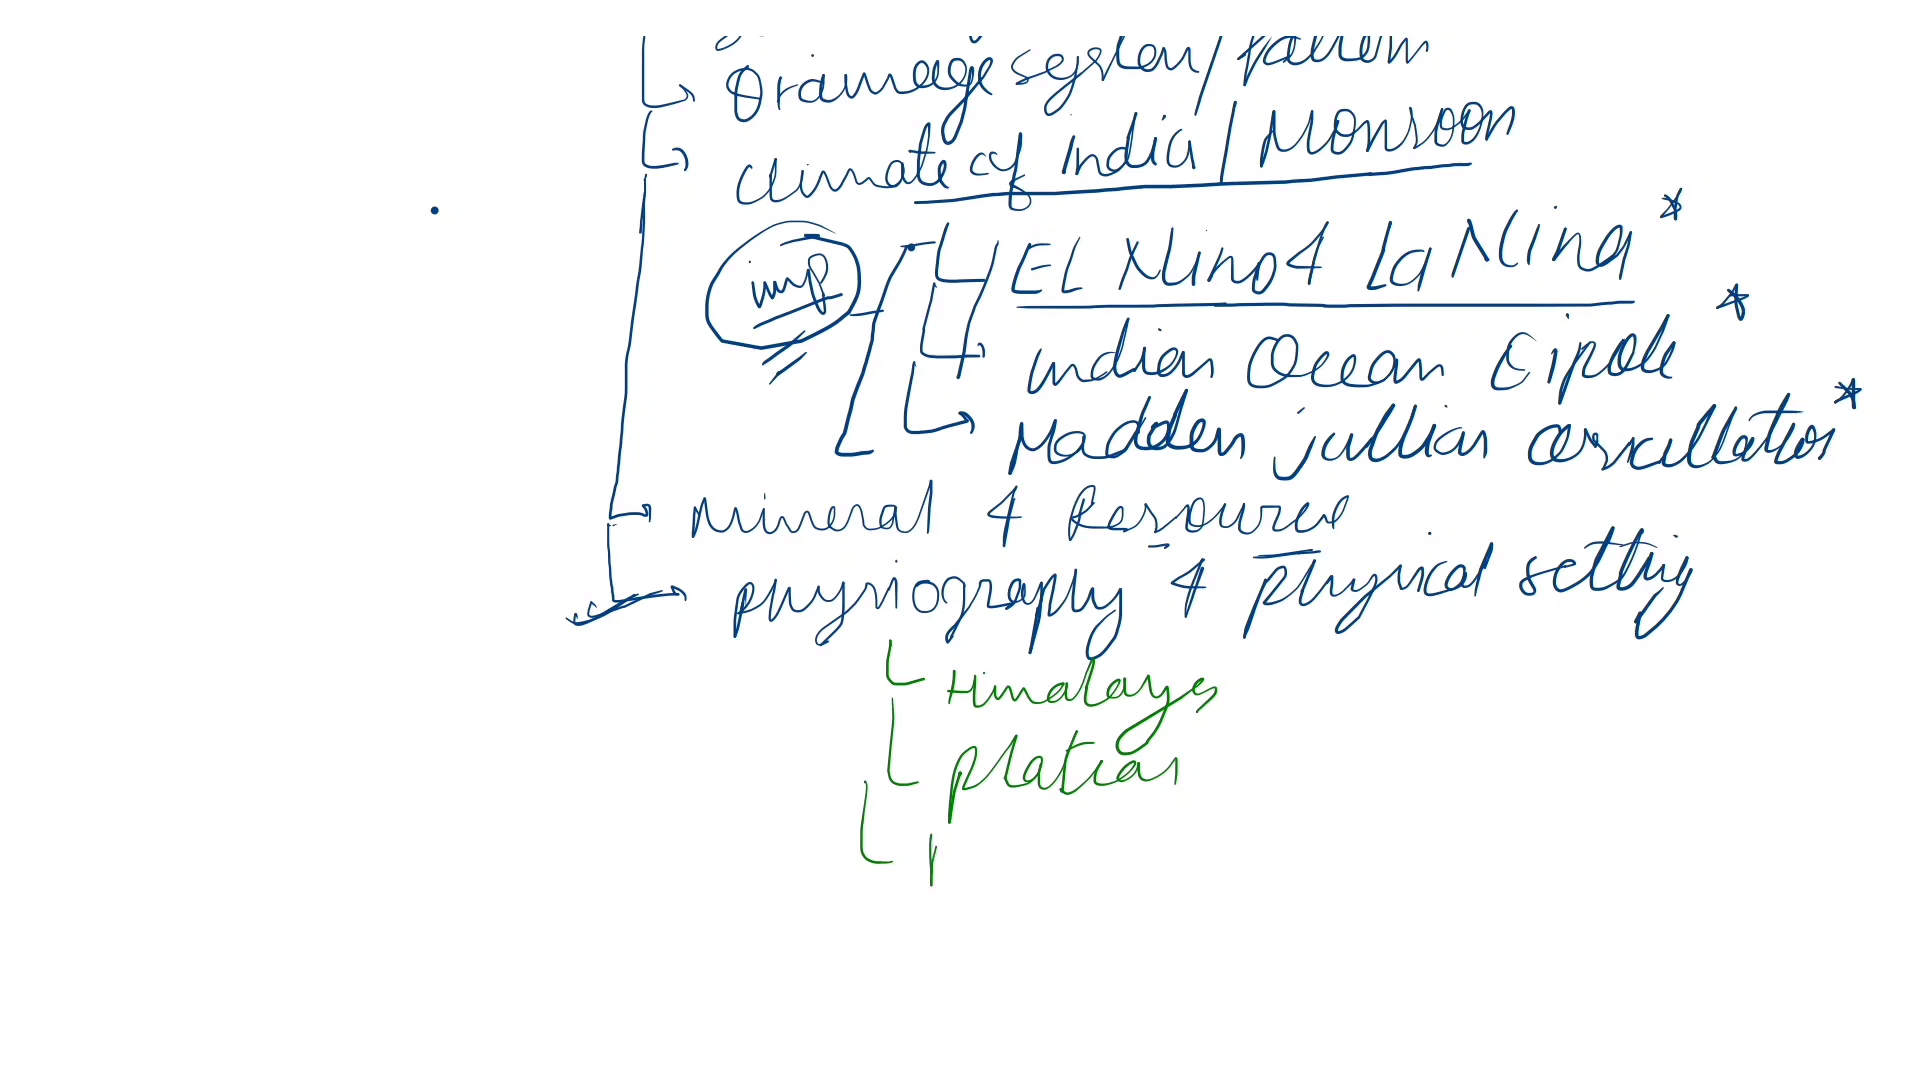 Drainage system/pattern
Climate of India/Monsoon
imp
EL Nino & La Nina *
Indian Ocean Dipole *
Madden jullian oscillation *
Mineral & Resource
physiography & physical setting
Himalayas
plateau